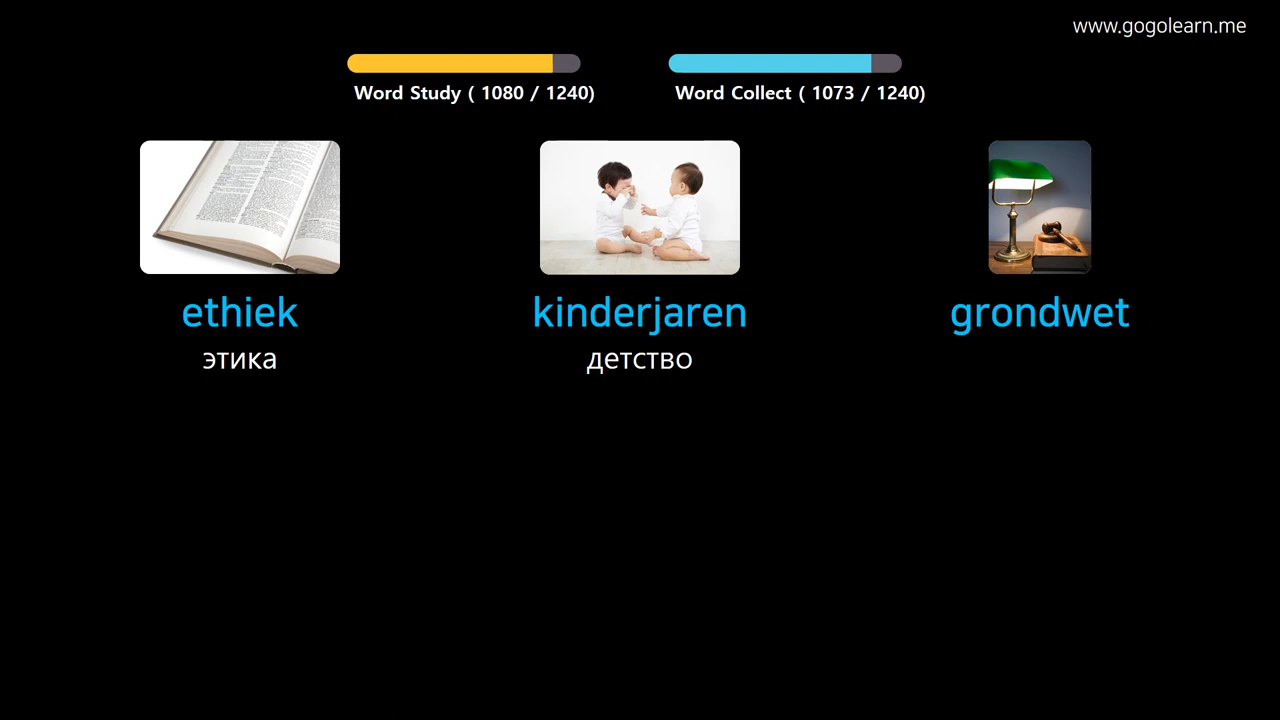 www.gogolearn.me
Word Study ( 1080 / 1240)
Word Collect ( 1073 / 1240)
ethiek
kinderjaren
grondwet
этика
детство